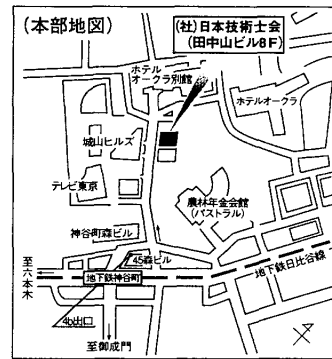 (本部地図)
(社)日本技術士会
(田中山ビル8F)
ホテル
オークラ別館
ホテルオークラ
城山ヒルズ
テレビ東京
農林年金会館
(パストラル)
神谷町森ビル
45森ビル
至六本木
地下鉄神谷町
地下鉄日比谷線
4b出口
至御成門